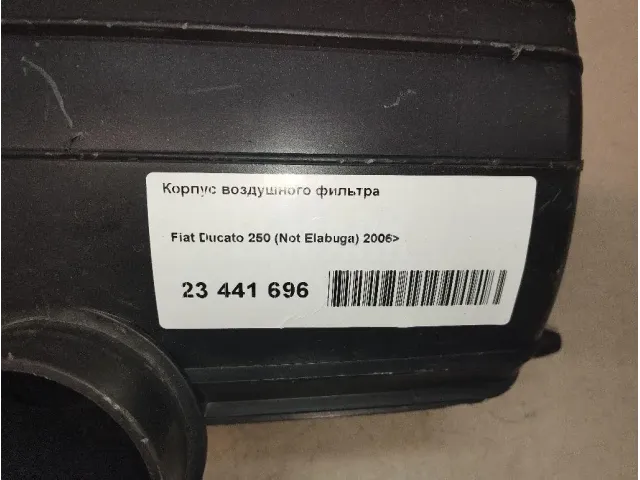 Корпус воздушного фильтра
Fiat Ducato 250 (Not Elabuga) 2006>
23 441 696